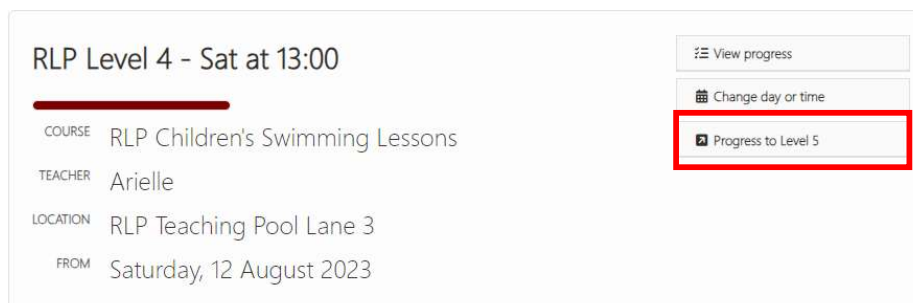 RLP Level 4 - Sat at 13:00
COURSE RLP Children's Swimming Lessons
TEACHER Arielle
LOCATION RLP Teaching Pool Lane 3
FROM Saturday, 12 August 2023
View progress
Change day or time
Progress to Level 5